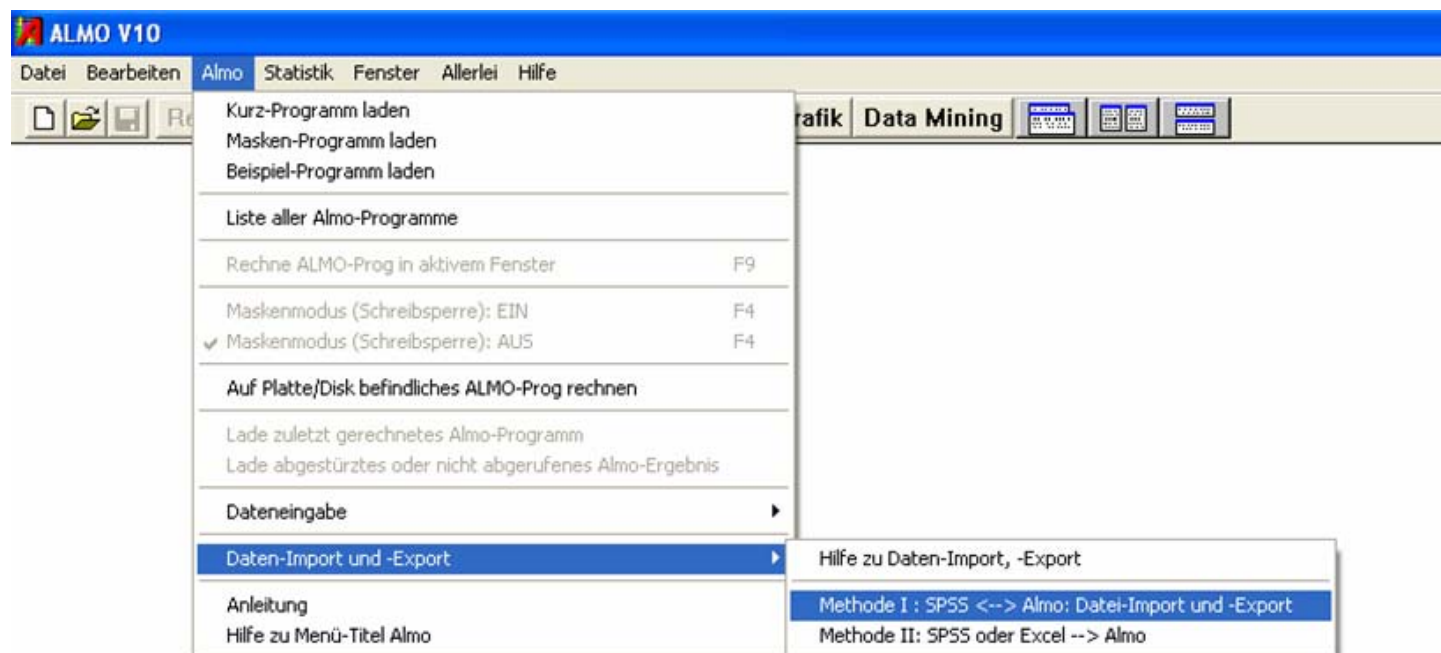 ALMO V10
Datei Bearbeiten Almo Statistik Fenster Allerlei Hilfe
Data Mining
Kurz-Programm laden
Masken-Programm laden
Beispiel-Programm laden
Liste aller Almo-Programme
Rechne ALMO-Prog in aktivem Fenster F9
Maskenmodus (Schreibsperre): EIN F4
Maskenmodus (Schreibsperre): AUS F4
Auf Platte/Disk befindliches ALMO-Prog rechnen
Lade zuletzt gerechnetes Almo-Programm
Lade abgestürztes oder nicht abgerufenes Almo-Ergebnis
Dateneingabe
Daten-Import und -Export
Anleitung
Hilfe zu Menü-Titel Almo
Hilfe zu Daten-Import, -Export
Methode I : SPSS <--> Almo: Datei-Import und -Export
Methode II: SPSS oder Excel --> Almo